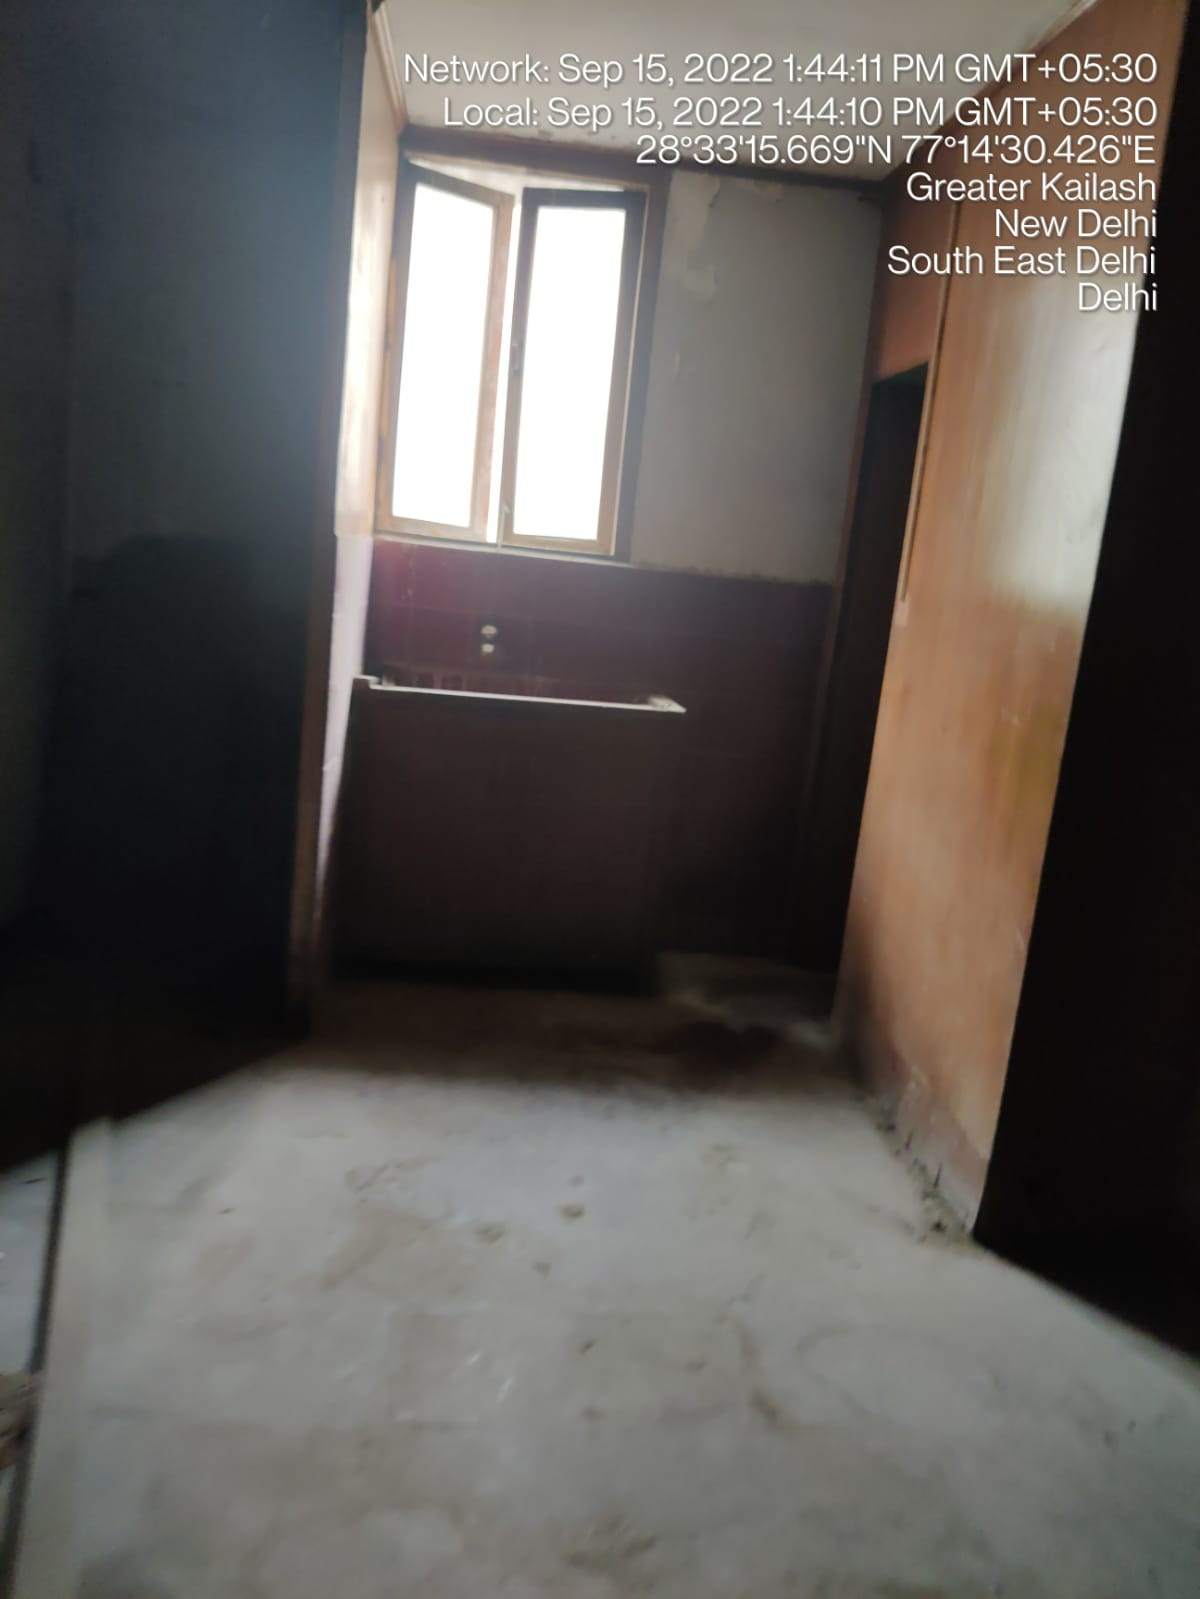 Network: Sep 15, 2022 1:44:11 PM GMT+05:30
Local: Sep 15, 2022 1:44:10 PM GMT+05:30
28°33'15.669"N 77°14'30.426"E
Greater Kailash
New Delhi
South East Delhi
Delhi